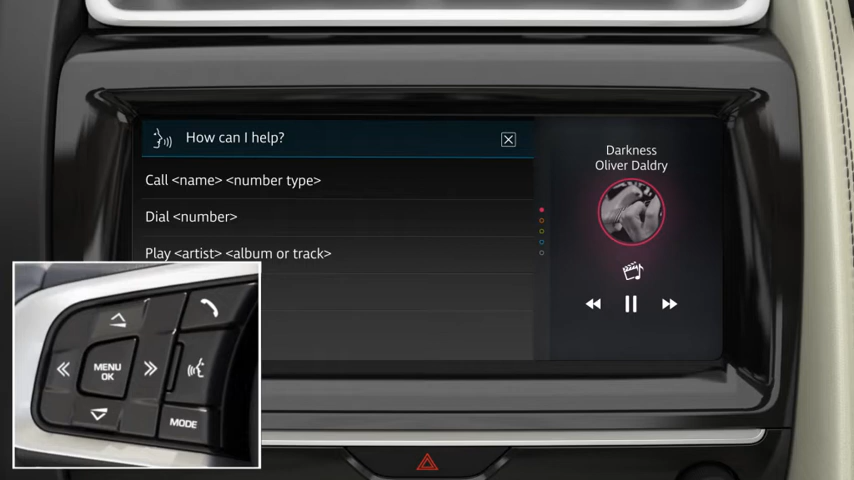 How can I help?
Call <name> <number type>
Dial <number>
Play <artist> <album or track>
Darkness
Oliver Daldry
MENU
OK
MODE